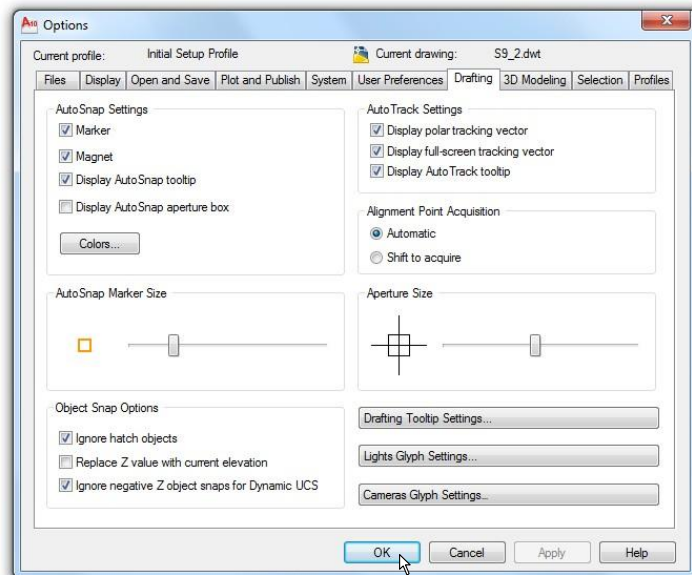 A10 Options
Current profile: Initial Setup Profile Current drawing: S9_2.dwt
Files Display Open and Save Plot and Publish System User Preferences Drafting 3D Modeling Selection Profiles
AutoSnap Settings
Marker
Magnet
Display AutoSnap tooltip
Display AutoSnap aperture box
Colors...
AutoTrack Settings
Display polar tracking vector
Display full-screen tracking vector
Display AutoTrack tooltip
Alignment Point Acquisition
Automatic
Shift to acquire
AutoSnap Marker Size
Aperture Size
Object Snap Options
Ignore hatch objects
Replace Z value with current elevation
Ignore negative Z object snaps for Dynamic UCS
Drafting Tooltip Settings...
Lights Glyph Settings...
Cameras Glyph Settings...
OK Cancel Apply Help